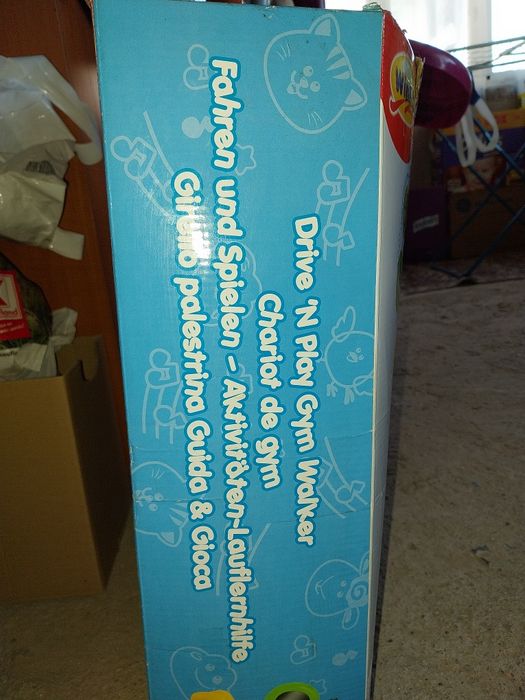 Drive 'N Play Gym Walker
Chariot de gym
Fahren und Spielen - Aktivitäten-Lauflernhilfe
Girello palestrina Guida & Gioca